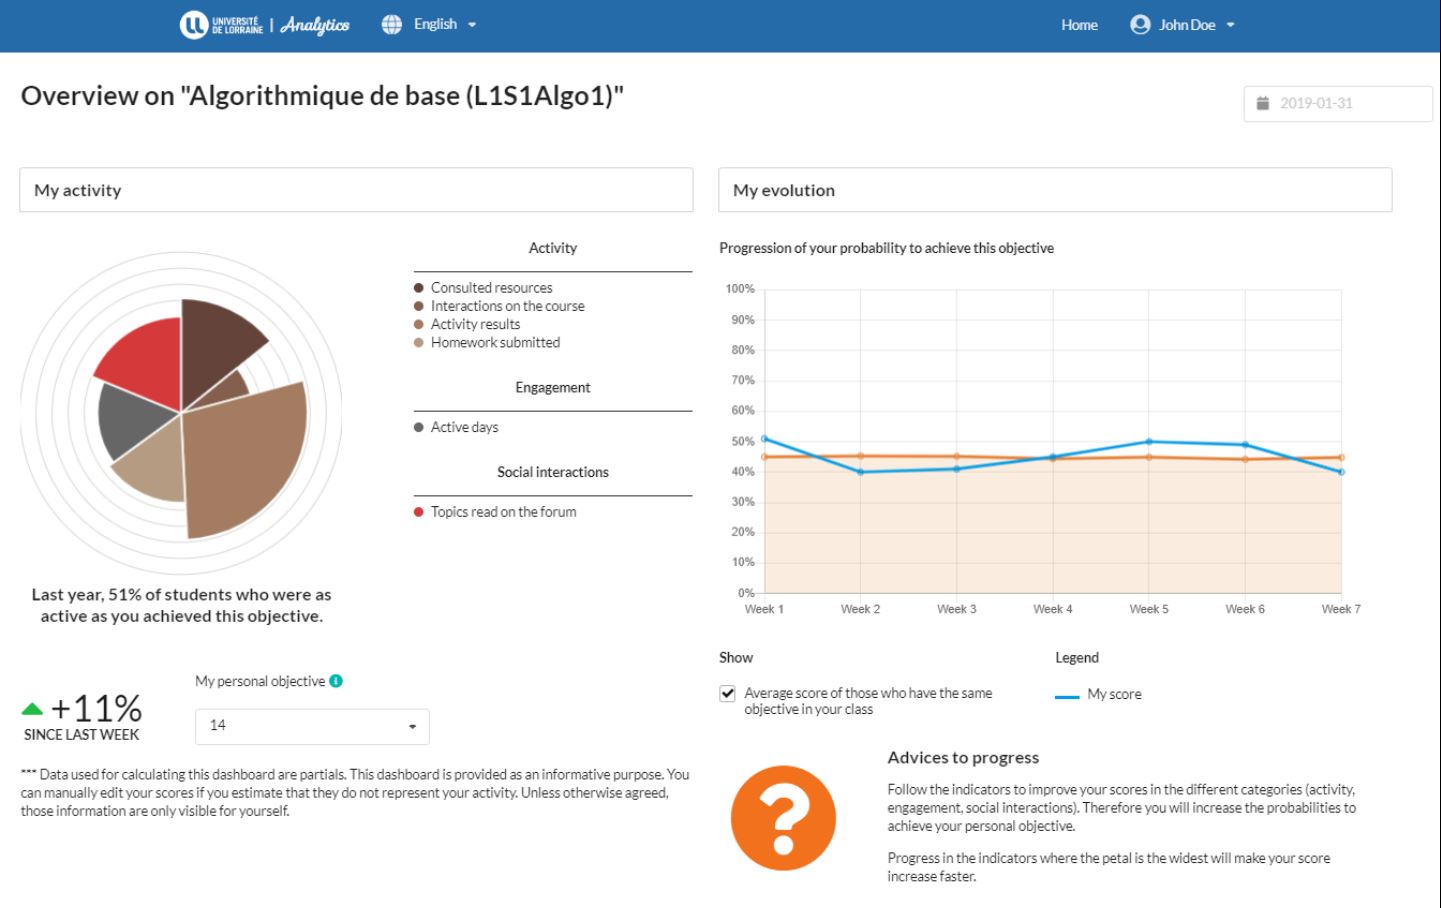 UNIVERSITÉ
DE LORRAINE | Analytics
English
Home
John Doe
Overview on "Algorithmique de base (L1S1Algo1)"
2019-01-31
My activity
Activity
Consulted resources
Interactions on the course
Activity results
Homework submitted
Engagement
Active days
Social interactions
Topics read on the forum
Last year, 51% of students who were as
active as you achieved this objective.
+11%
SINCE LAST WEEK
My personal objective
14
*** Data used for calculating this dashboard are partials. This dashboard is provided as an informative purpose. You
can manually edit your scores if you estimate that they do not represent your activity. Unless otherwise agreed,
those information are only visible for yourself.
My evolution
Progression of your probability to achieve this objective
100%
90%
80%
70%
60%
50%
40%
30%
20%
10%
0%
Week 1 Week 2 Week 3 Week 4 Week 5 Week 6 Week 7
Show
Average score of those who have the same
objective in your class
Legend
My score
?
Advices to progress
Follow the indicators to improve your scores in the different categories (activity,
engagement, social interactions). Therefore you will increase the probabilities to
achieve your personal objective.
Progress in the indicators where the petal is the widest will make your score
increase faster.